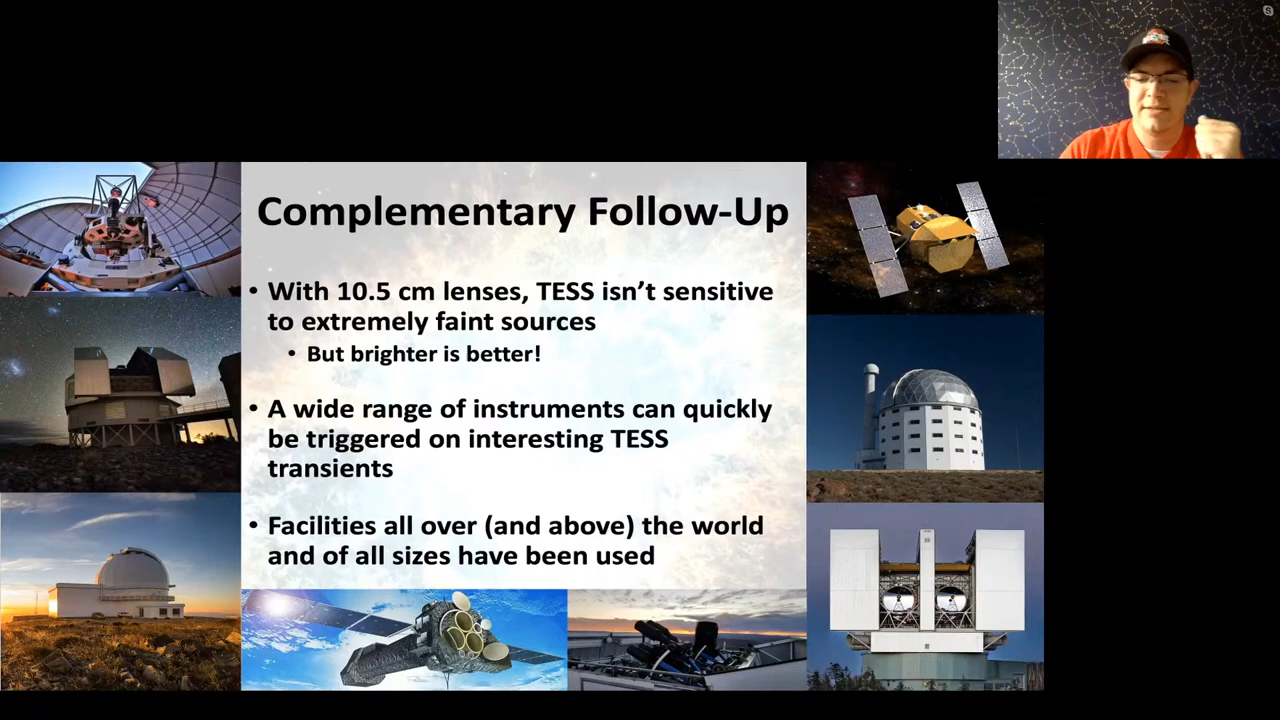 Complementary Follow-Up
• With 10.5 cm lenses, TESS isn't sensitive
to extremely faint sources
• But brighter is better!
• A wide range of instruments can quickly
be triggered on interesting TESS
transients
• Facilities all over (and above) the world
and of all sizes have been used